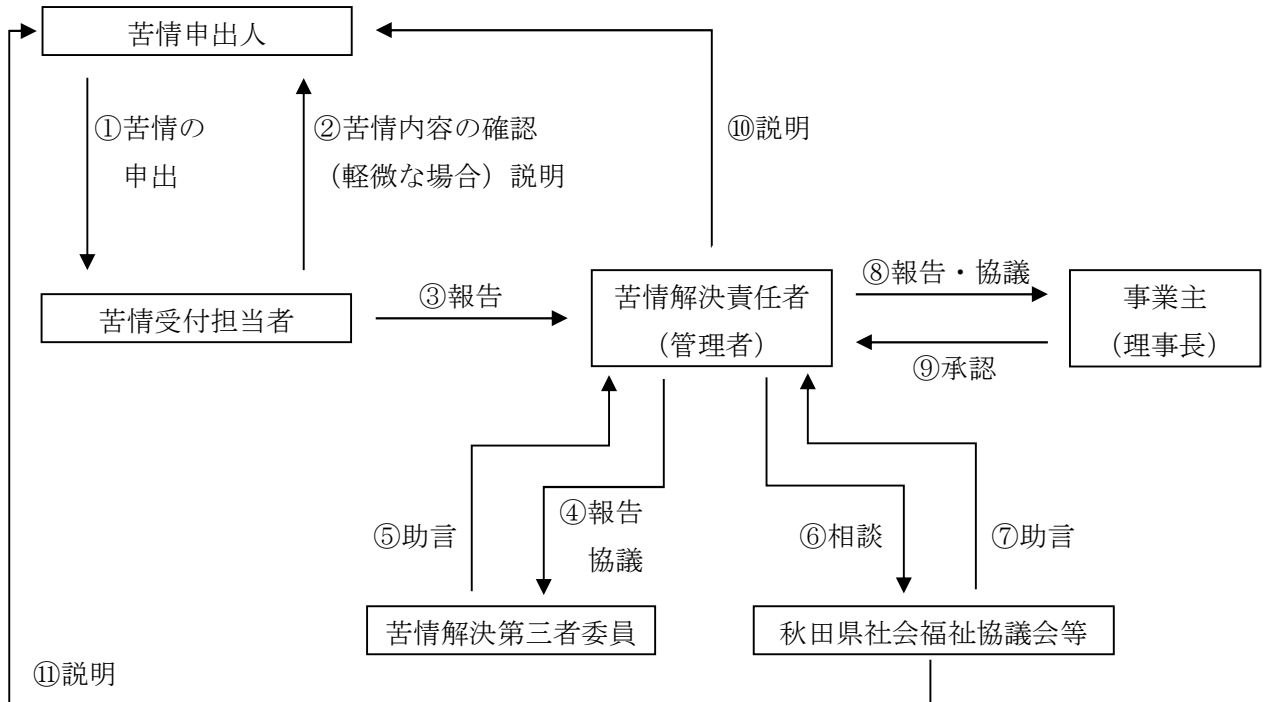 苦情申出人
①苦情の
申出
②苦情内容の確認
（軽微な場合）説明
⑩説明
苦情受付担当者
③報告
苦情解決責任者
（管理者）
⑧報告・協議
⑨承認
事業主
（理事長）
⑤助言
④報告
協議
⑥相談
⑦助言
苦情解決第三者委員
秋田県社会福祉協議会等
⑪説明